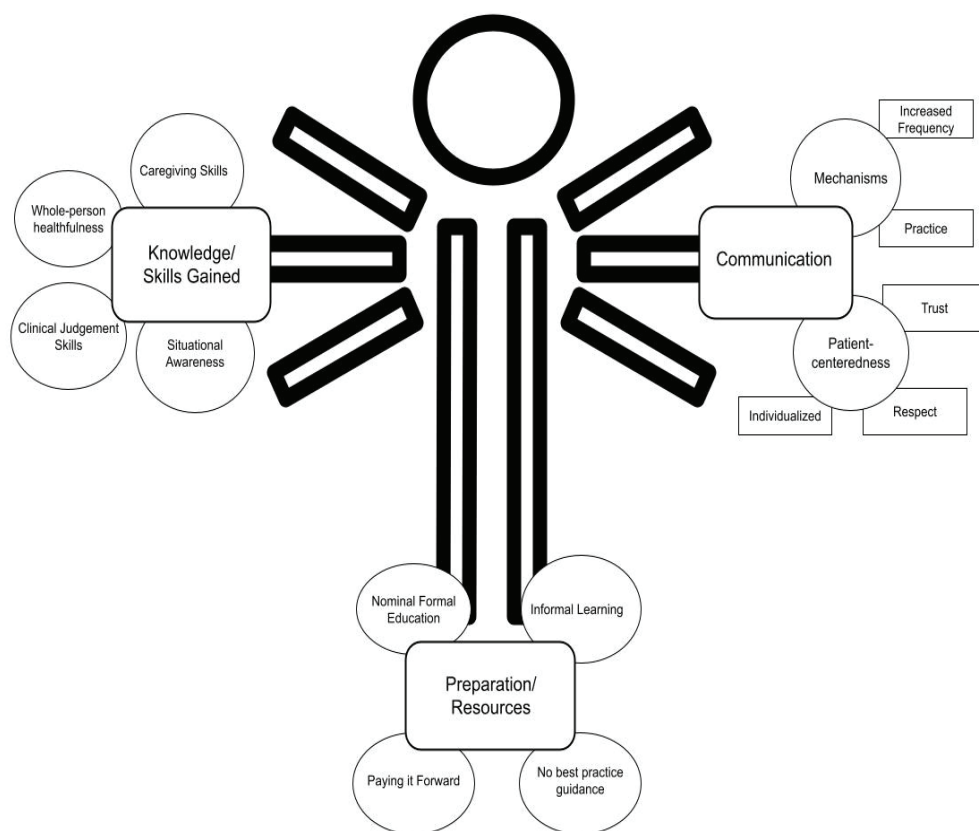 Increased
Frequency
Mechanisms
Practice
Communication
Trust
Patient-
centeredness
Individualized
Respect
Caregiving Skills
Whole-person
healthfulness
Knowledge/
Skills Gained
Clinical Judgement
Skills
Situational
Awareness
Nominal Formal
Education
Informal Learning
Preparation/
Resources
Paying it Forward
No best practice
guidance